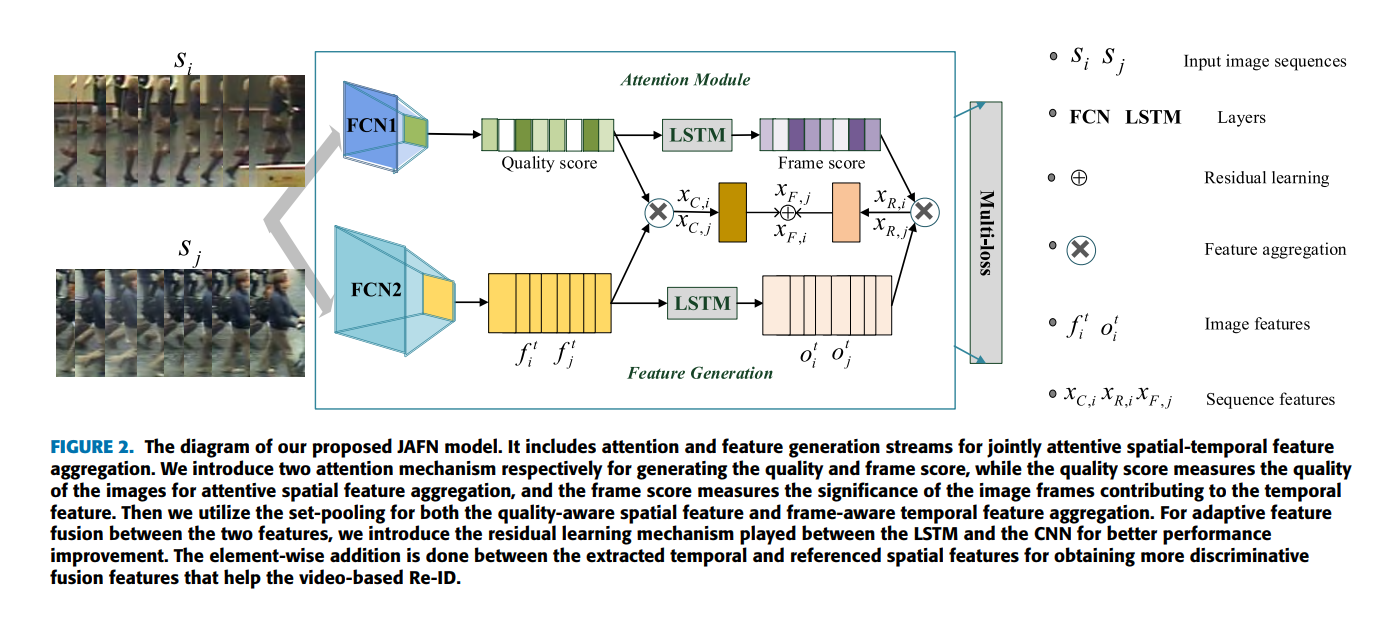 S_i
S_j
Attention Module
FCN1
Quality score
LSTM
Frame score
x_{C,i}
x_{C,j}
x_{F,j}
x_{F,i}
x_{R,i}
x_{R,j}
FCN2
f_i^t f_j^t
LSTM
o_i^t o_j^t
Feature Generation
Multi-loss
S_i S_j Input image sequences
FCN LSTM Layers
⊕ Residual learning
⊗ Feature aggregation
f_i^t o_i^t Image features
x_{C,i} x_{R,i} x_{F,j} Sequence features
FIGURE 2. The diagram of our proposed JAFN model. It includes attention and feature generation streams for jointly attentive spatial-temporal feature
aggregation. We introduce two attention mechanism respectively for generating the quality and frame score, while the quality score measures the quality
of the images for attentive spatial feature aggregation, and the frame score measures the significance of the image frames contributing to the temporal
feature. Then we utilize the set-pooling for both the quality-aware spatial feature and frame-aware temporal feature aggregation. For adaptive feature
fusion between the two features, we introduce the residual learning mechanism played between the LSTM and the CNN for better performance
improvement. The element-wise addition is done between the extracted temporal and referenced spatial features for obtaining more discriminative
fusion features that help the video-based Re-ID.